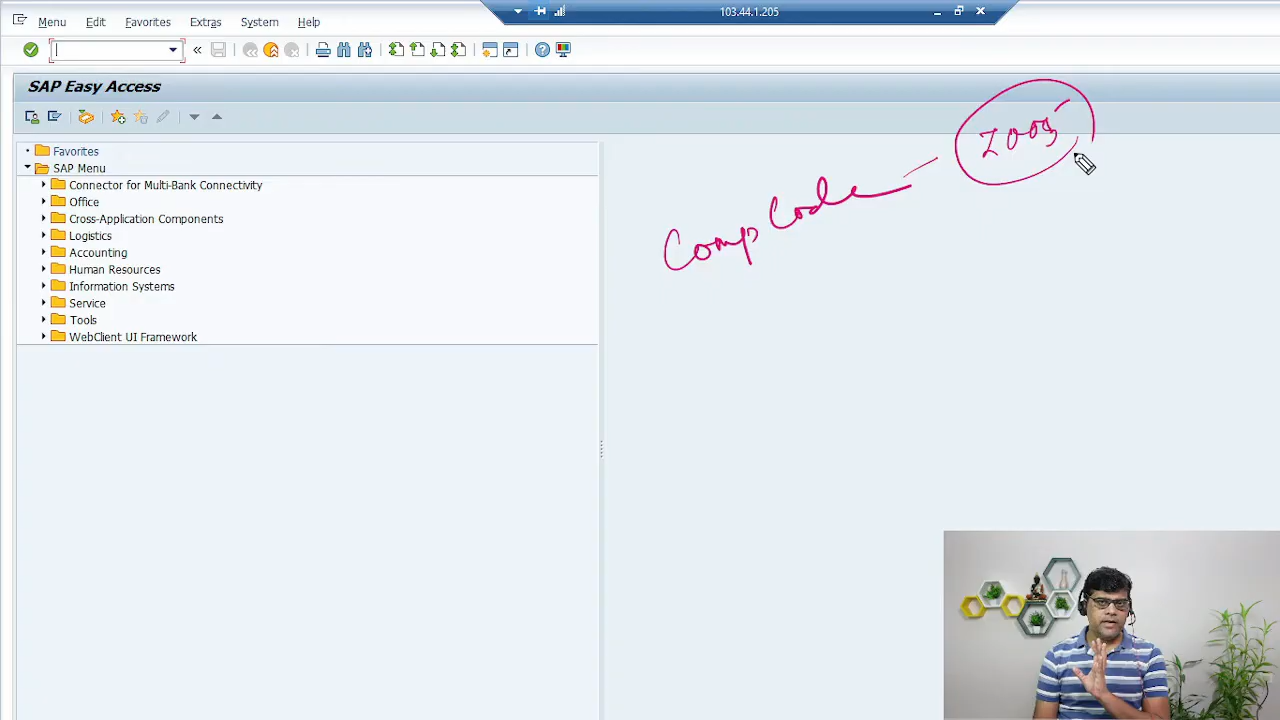 103.44.1.205
Menu Edit Favorites Extras System Help
SAP Easy Access
Favorites
SAP Menu
Connector for Multi-Bank Connectivity
Office
Cross-Application Components
Logistics
Accounting
Human Resources
Information Systems
Service
Tools
WebClient UI Framework
Comp Code - Z005